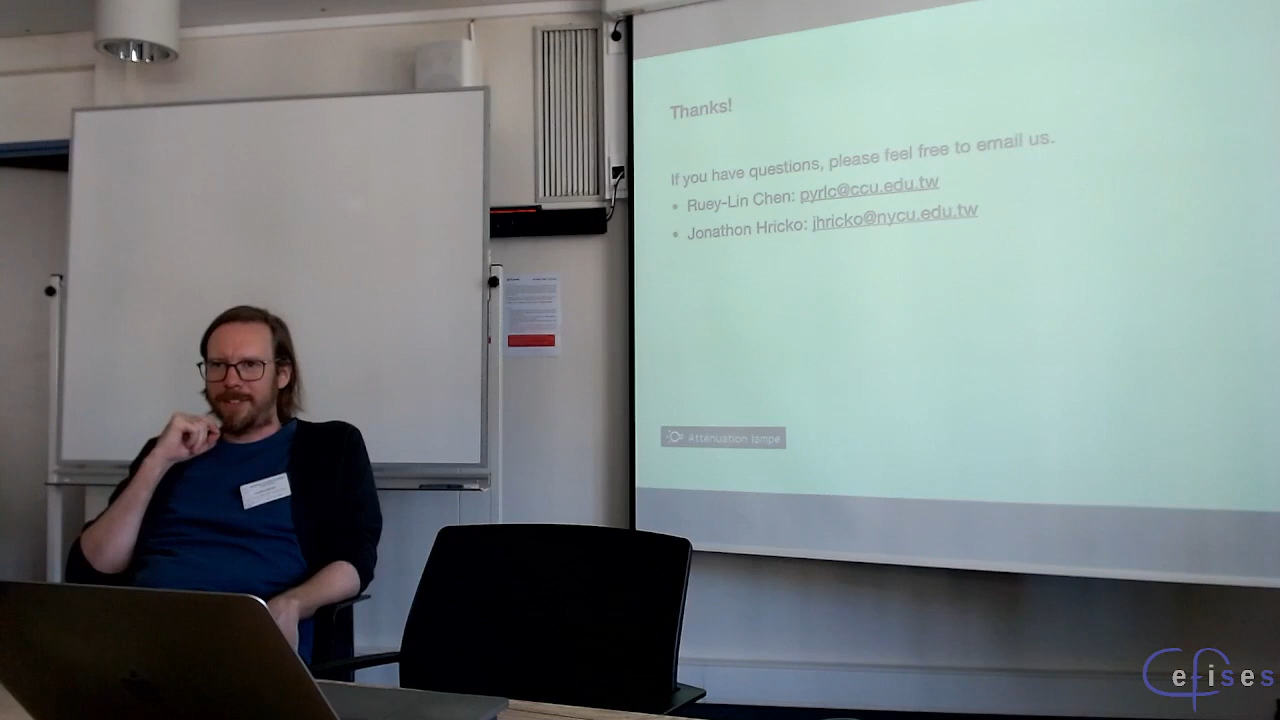 Thanks!
If you have questions, please feel free to email us.
• Ruey-Lin Chen: pyrlc@ccu.edu.tw
• Jonathon Hricko: jhricko@nycu.edu.tw
Atténuation lampe
Cefises